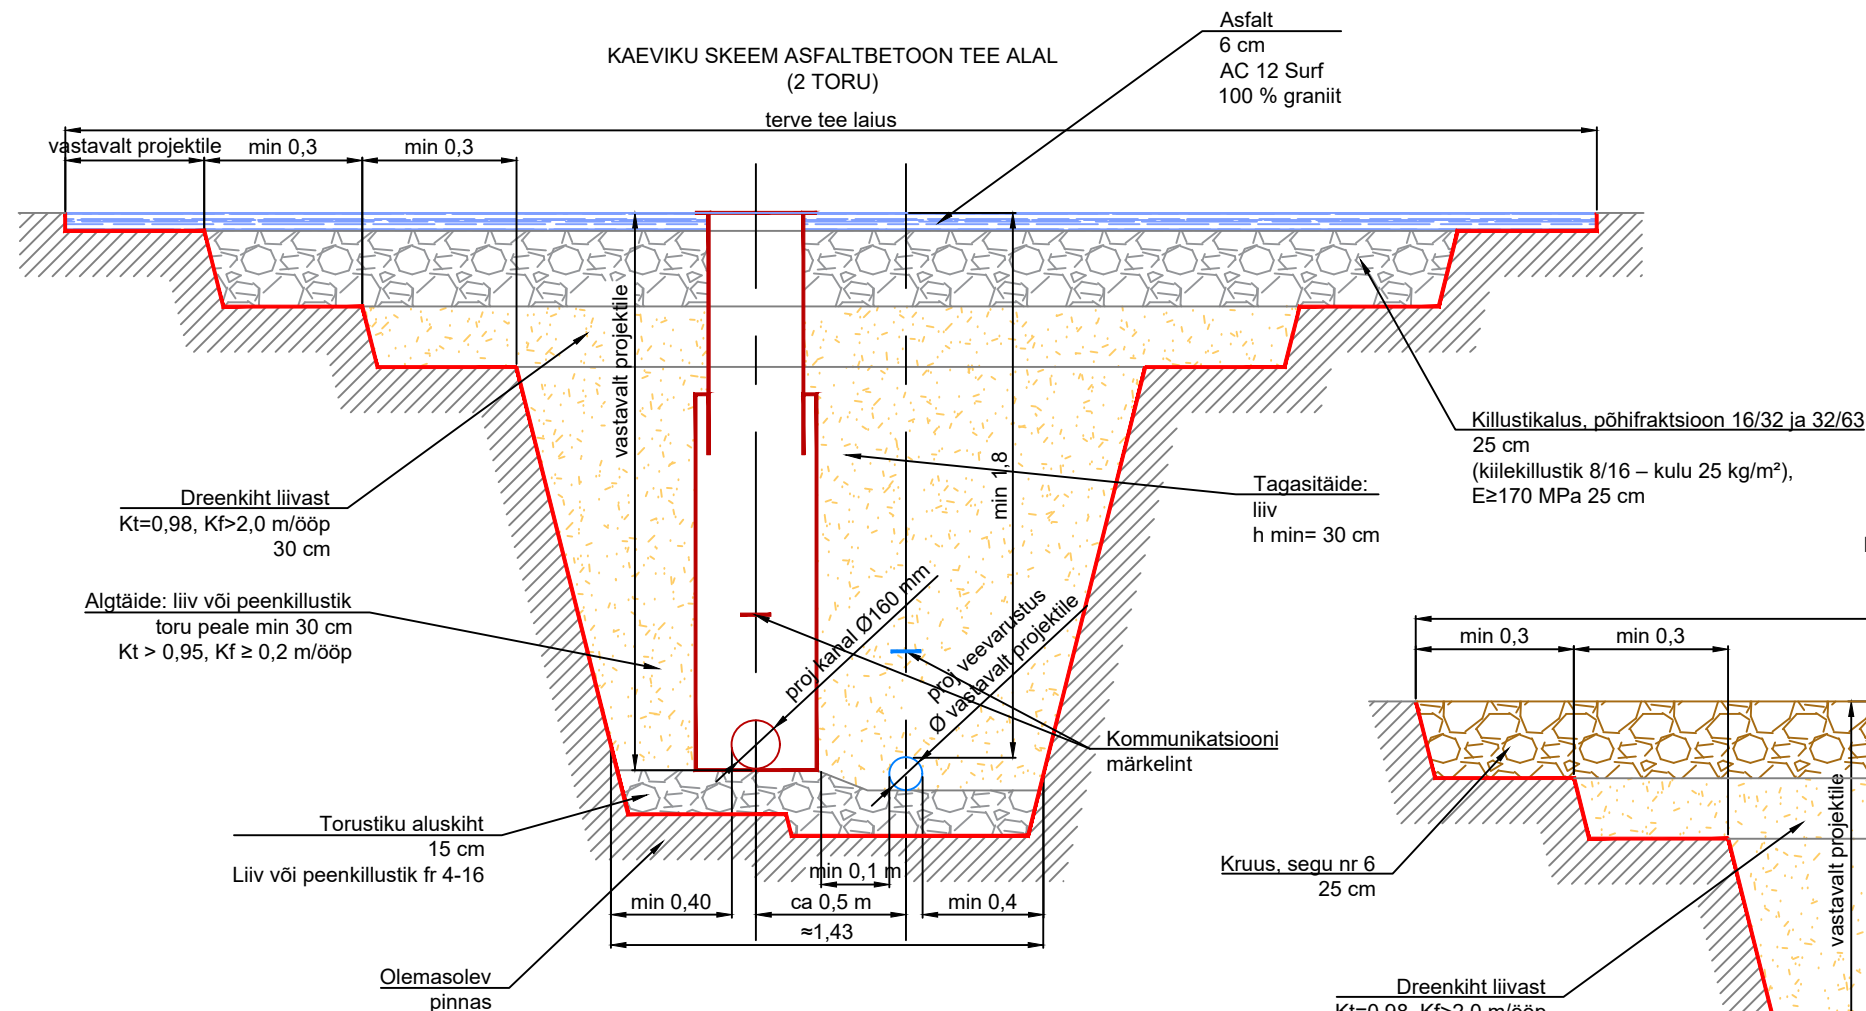 KAEVIKU SKEEM ASFALTBETOON TEE ALAL
(2 TORU)
Asfalt
6 cm
AC 12 Surf
100 % graniit
terve tee laius
vastavalt projektile
min 0,3
min 0,3
vastavalt projektile
min 1,8
Killustikalus, põhifraktsioon 16/32 ja 32/63
25 cm
(kiilekillustik 8/16 – kulu 25 kg/m²),
E≥170 MPa 25 cm
Tagasitäide:
liiv
h min= 30 cm
Dreenkiht liivast
Kt=0,98, Kf>2,0 m/ööp
30 cm
Algtäide: liiv või peenkillustik
toru peale min 30 cm
Kt > 0,95, Kf ≥ 0,2 m/ööp
proj kanal Ø160 mm
proj veevarustus
Ø vastavalt projektile
Kommunikatsiooni
märkelint
Torustiku aluskiht
15 cm
Liiv või peenkillustik fr 4-16
min 0,1 m
min 0,40
ca 0,5 m
min 0,4
≈1,43
Olemasolev
pinnas
min 0,3
min 0,3
vastavalt projektile
Kruus, segu nr 6
25 cm
Dreenkiht liivast
Kt=0,98, Kf>2,0 m/ööp